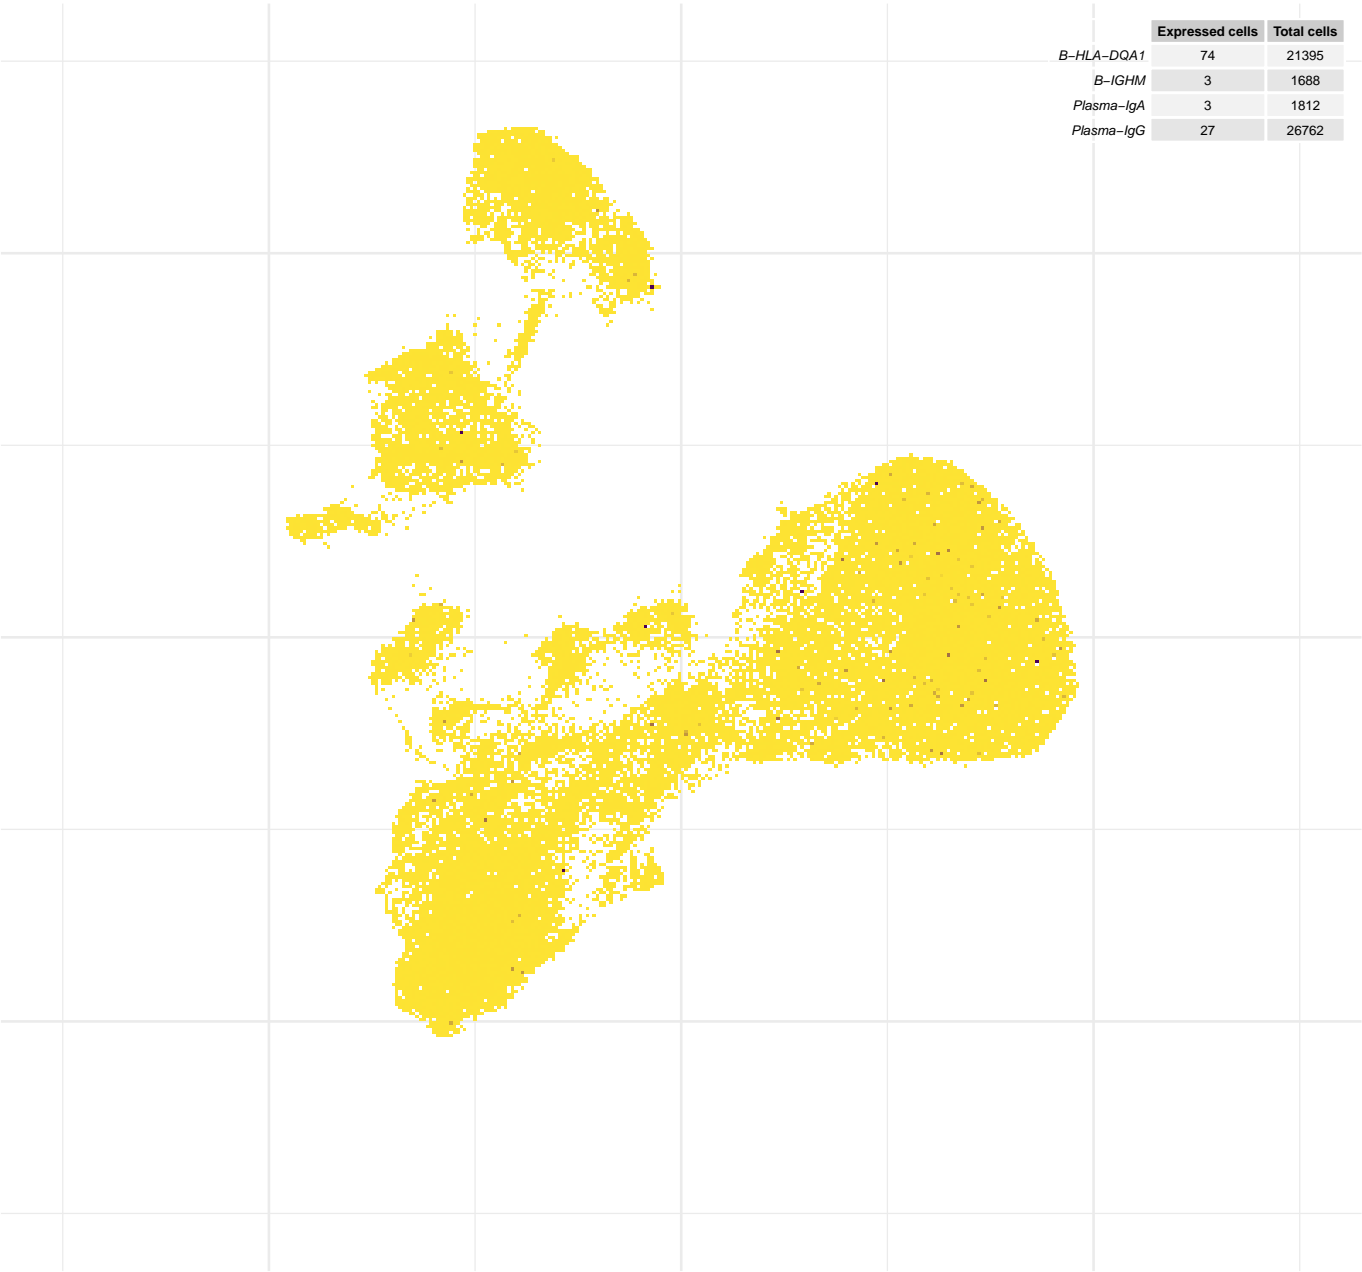 Expressed cells Total cells
B−HLA−DQA1 74 21395
B−IGHM 3 1688
Plasma−IgA 3 1812
Plasma−IgG 27 26762